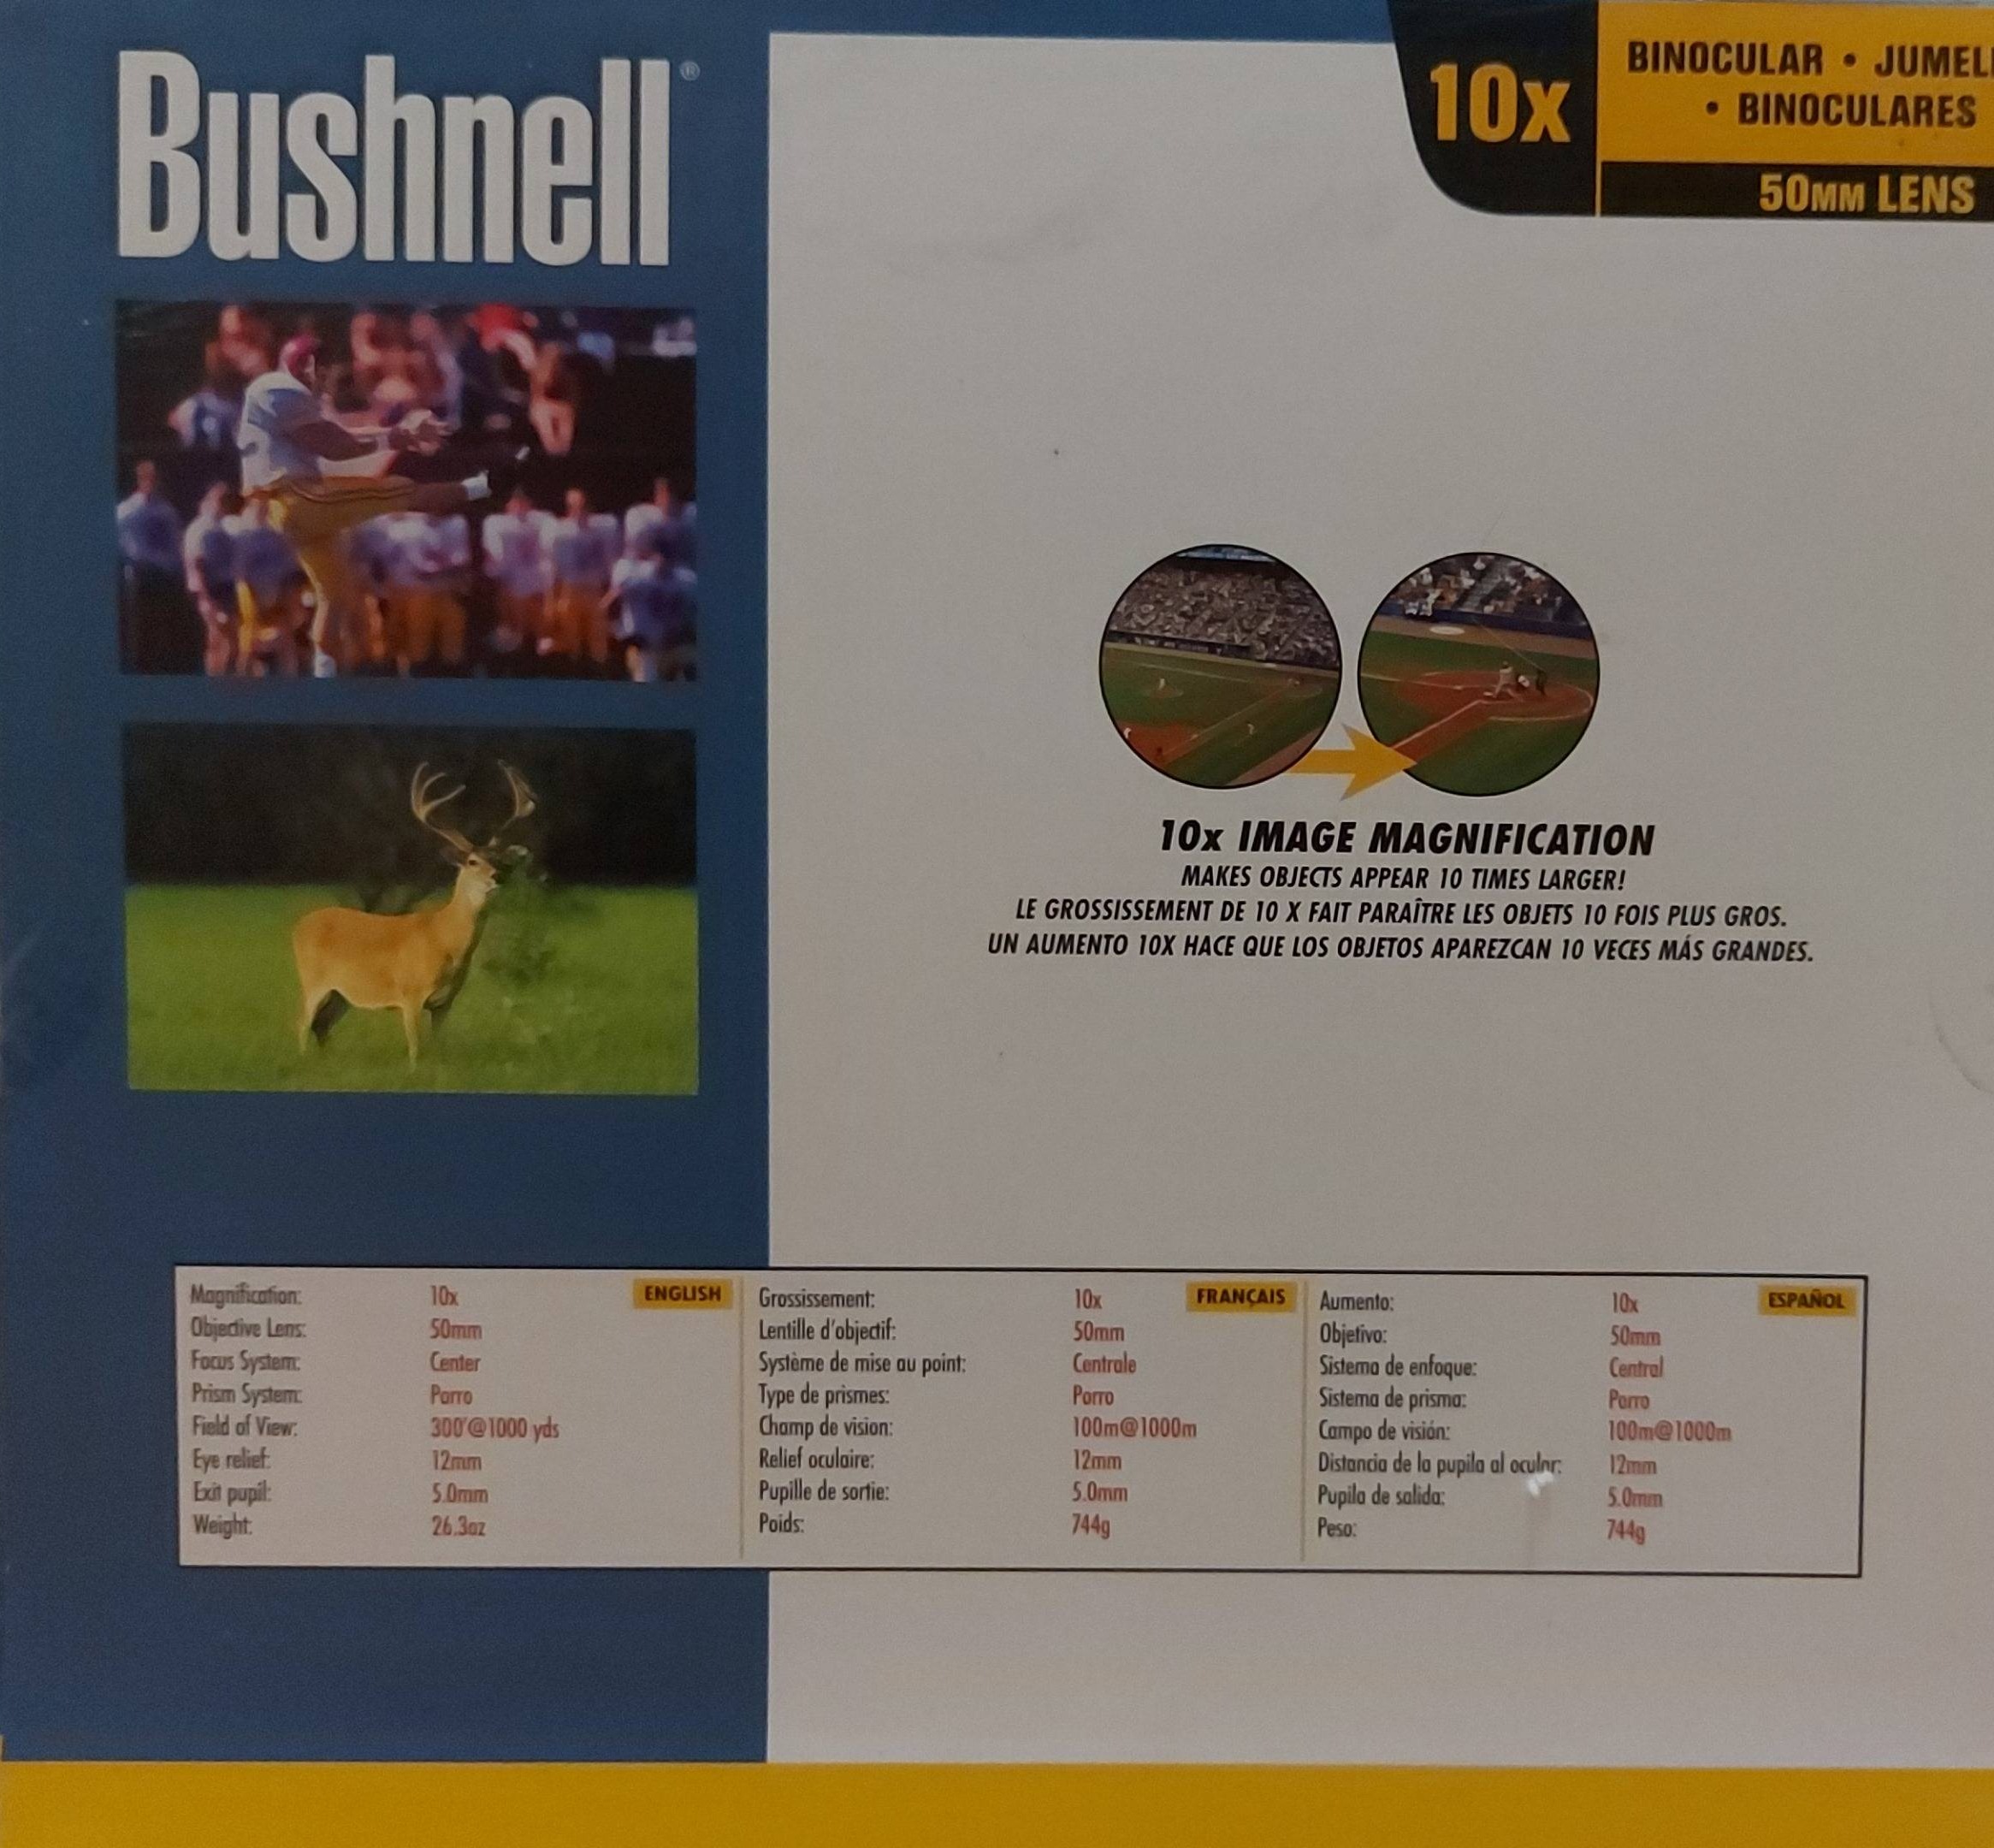 Bushnell®
10x
BINOCULAR •
• BINOCULARES
50MM LENS
10x IMAGE MAGNIFICATION
MAKES OBJECTS APPEAR 10 TIMES LARGER!
LE GROSSISSEMENT DE 10 X FAIT PARAÎTRE LES OBJETS 10 FOIS PLUS GROS.
UN AUMENTO 10X HACE QUE LOS OBJETOS APAREZCAN 10 VECES MÁS GRANDES.
ENGLISH
Magnification: 10x
Objective Lens: 50mm
Focus System: Center
Prism System: Porro
Field of View: 300'@1000 yds
Eye relief: 12mm
Exit pupil: 5.0mm
Weight: 26.3oz
FRANÇAIS
Grossissement: 10x
Lentille d'objectif: 50mm
Système de mise au point: Centrale
Type de prismes: Porro
Champ de vision: 100m@1000m
Relief oculaire: 12mm
Pupille de sortie: 5.0mm
Poids: 744g
ESPAÑOL
Aumento: 10x
Objetivo: 50mm
Sistema de enfoque: Central
Sistema de prisma: Porro
Campo de visión: 100m@1000m
Distancia de la pupila al ocular: 12mm
Pupila de salida: 5.0mm
Peso: 744g